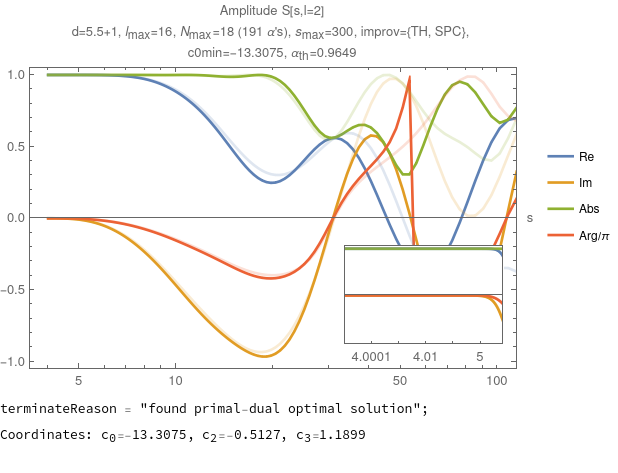 Amplitude S[s,l=2]
d=5.5+1, lmax=16, Nmax=18 (191 α's), smax=300, improv={TH, SPC},
c0min=−13.3075, αth=0.9649
1.0
0.5
0.0
−0.5
−1.0
5
10
50
100
s
4.0001
4.01
5
Re
Im
Abs
Arg/π
terminateReason = "found primal-dual optimal solution";
Coordinates: c0=-13.3075, c2=-0.5127, c3=1.1899